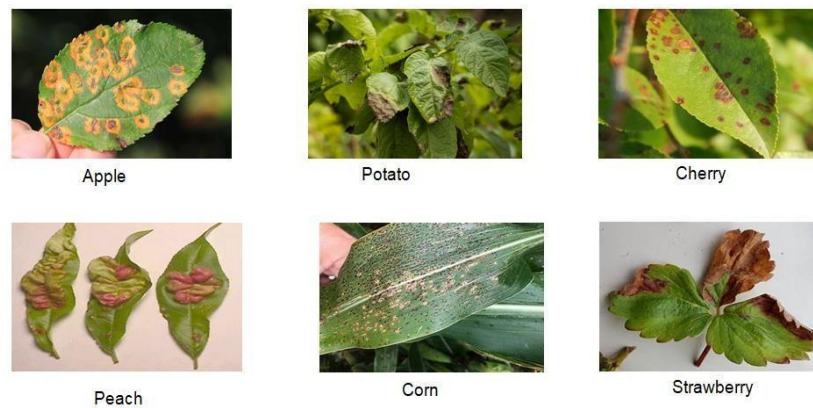 Apple
Potato
Cherry
Peach
Corn
Strawberry